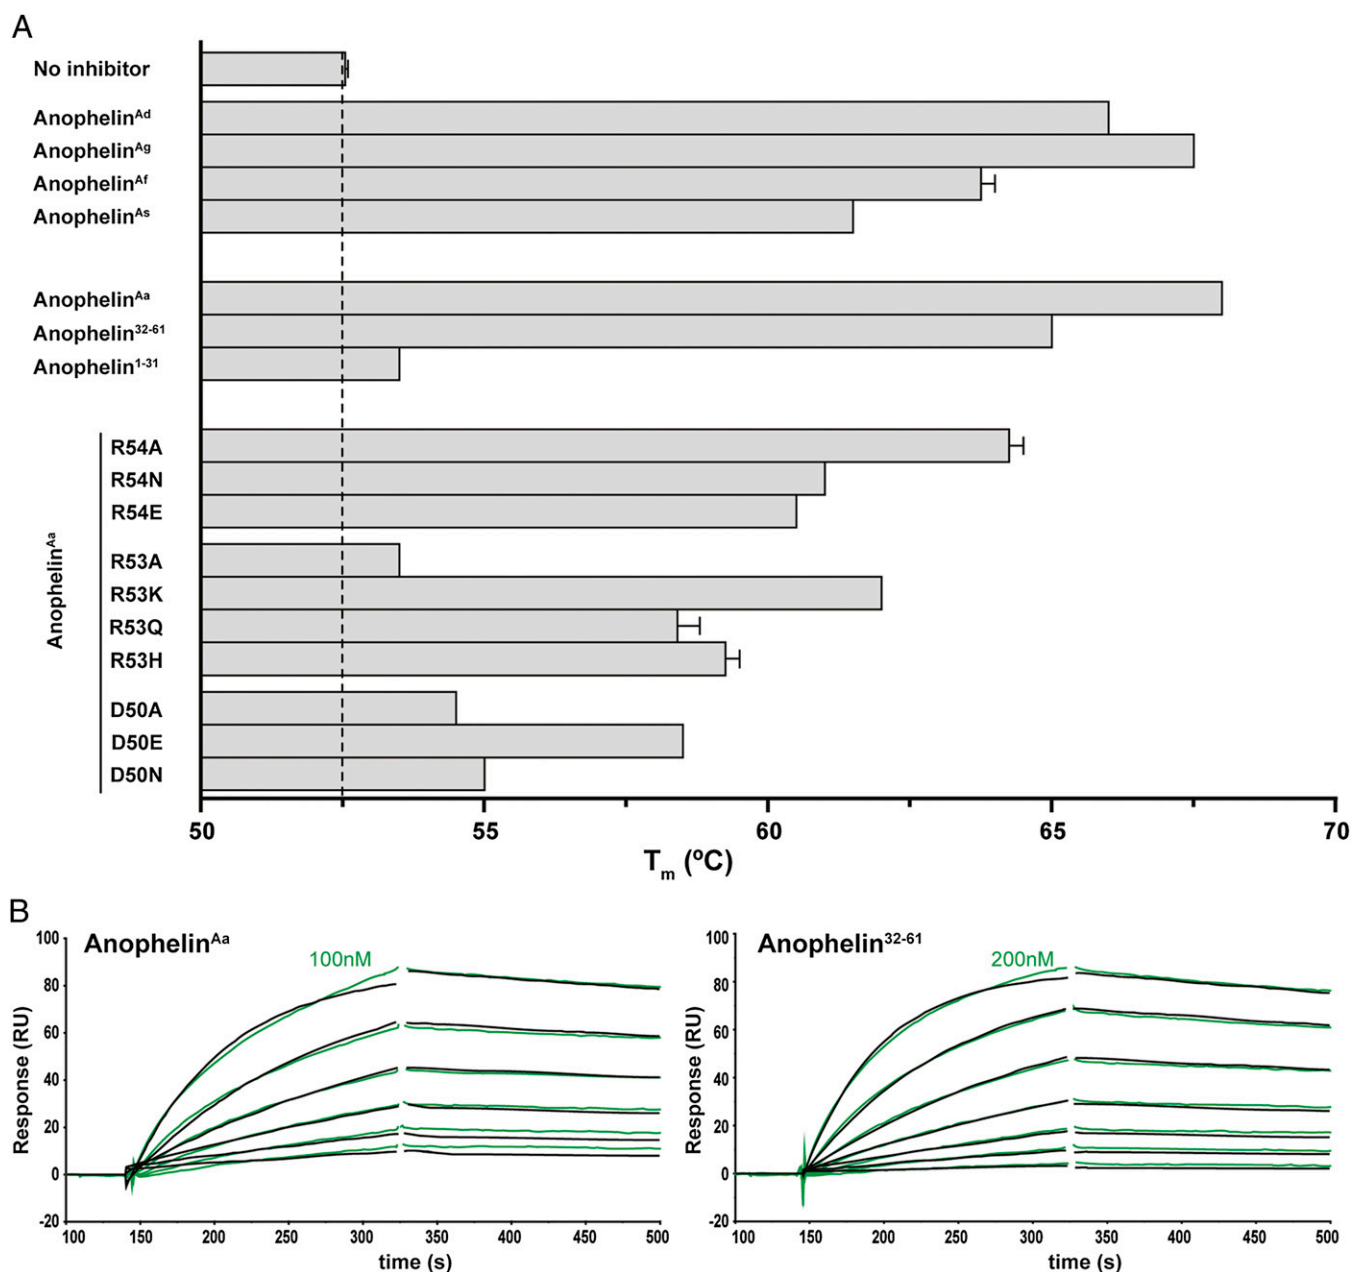 A
No inhibitor
Anophelin^Ad
Anophelin^Ag
Anophelin^Af
Anophelin^As
Anophelin^Aa
Anophelin^32-61
Anophelin^1-31
Anophelin^Aa
R54A
R54N
R54E
R53A
R53K
R53Q
R53H
D50A
D50E
D50N
50 55 60 65 70
T_m (ºC)
B
Anophelin^Aa
100nM
Response (RU)
100
80
60
40
20
0
-20
100 150 200 250 300 350 400 450 500
time (s)
Anophelin^32-61
200nM
Response (RU)
100
80
60
40
20
0
-20
100 150 200 250 300 350 400 450 500
time (s)